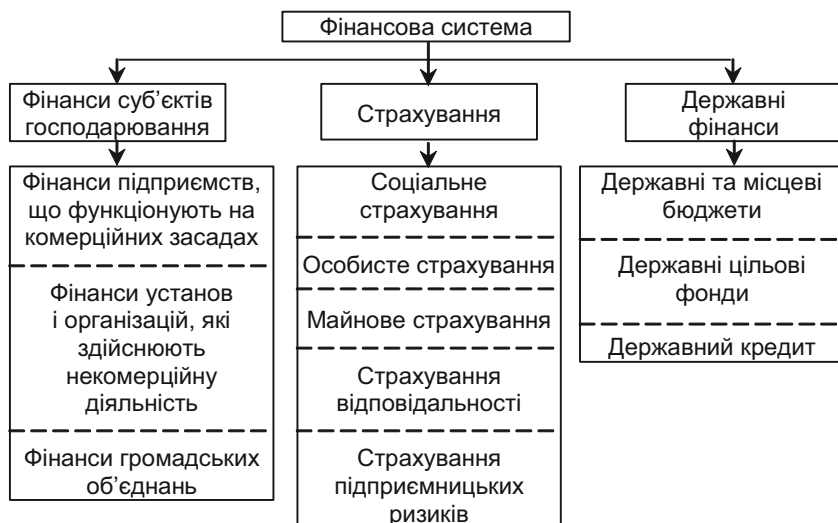 Фінансова система
Фінанси суб’єктів
господарювання
Страхування
Державні
фінанси
Фінанси підприємств,
що функціонують на
комерційних засадах
Фінанси установ
і організацій, які
здійснюють
некомерційну
діяльність
Фінанси громадських
об’єднань
Соціальне
страхування
Особисте страхування
Майнове страхування
Страхування
відповідальності
Страхування
підприємницьких
ризиків
Державні та місцеві
бюджети
Державні цільові
фонди
Державний кредит